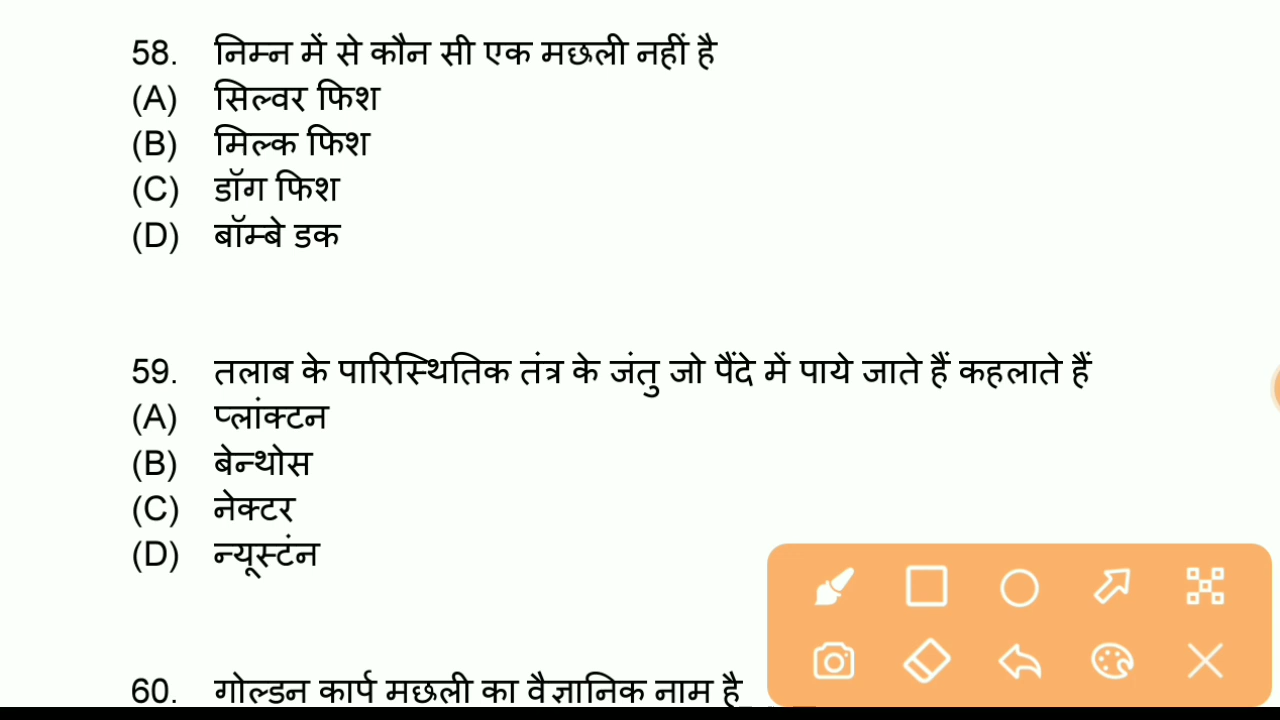 58. निम्न में से कौन सी एक मछली नहीं है
(A) सिल्वर फिश
(B) मिल्क फिश
(C) डॉग फिश
(D) बॉम्बे डक
59. तलाब के पारिस्थितिक तंत्र के जंतु जो पैंदे में पाये जाते हैं कहलाते हैं
(A) प्लांक्टन
(B) बेन्थोस
(C) नेक्टर
(D) न्यूस्टंन
60. गोल्डन कार्प मछली का वैज्ञानिक नाम है